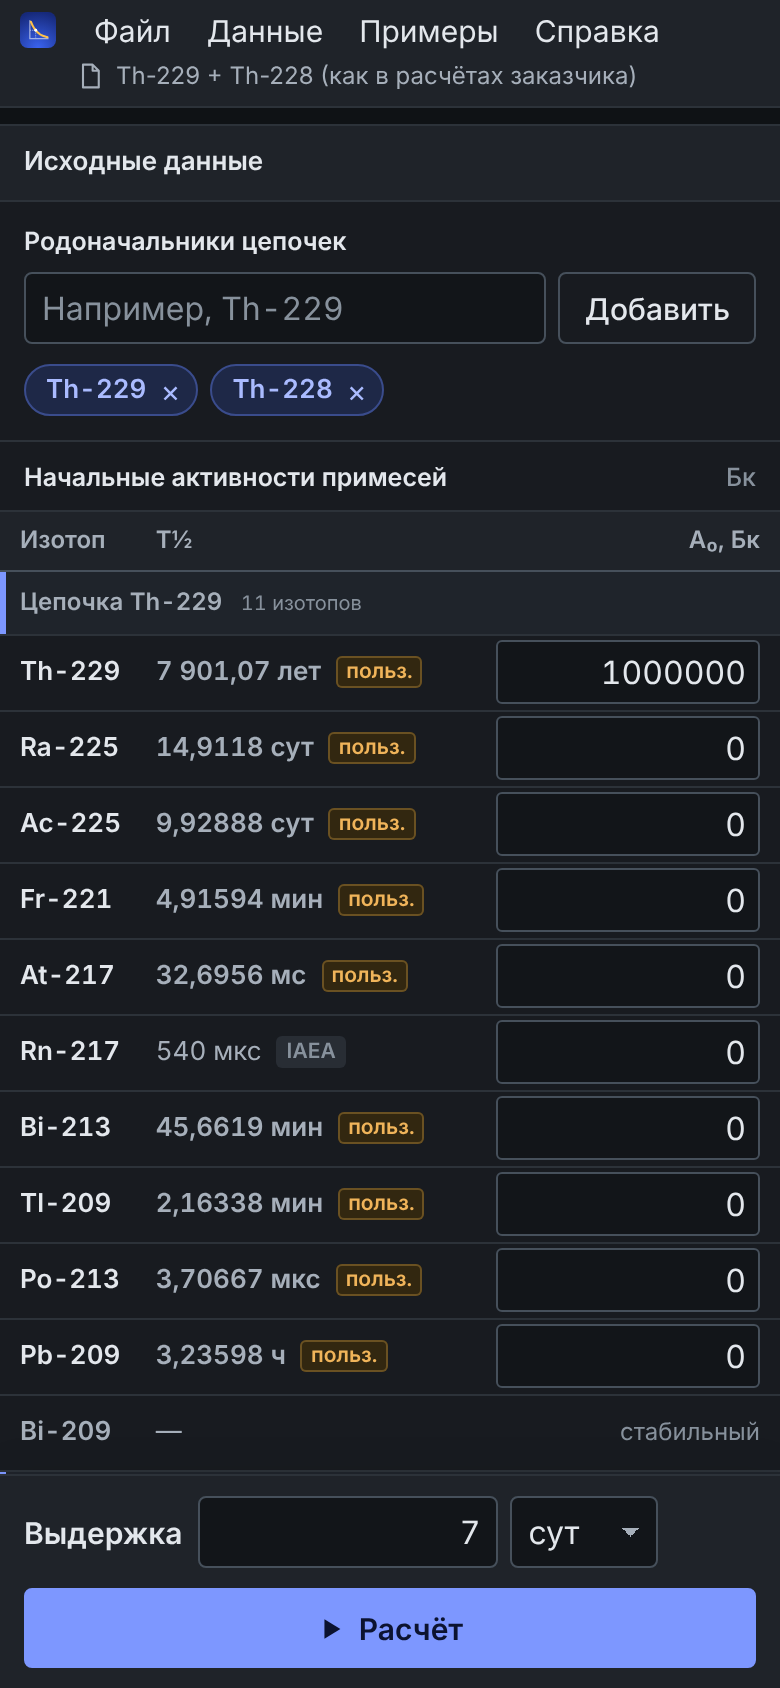 Файл Данные Примеры Справка
Th-229 + Th-228 (как в расчётах заказчика)
Исходные данные
Родоначальники цепочек
Например, Th-229 Добавить
Th-229 × Th-228 ×
Начальные активности примесей Бк
Изотоп T½ A₀, Бк
Цепочка Th-229 11 изотопов
Th-229 7 901,07 лет польз. 1000000
Ra-225 14,9118 сут польз. 0
Ac-225 9,92888 сут польз. 0
Fr-221 4,91594 мин польз. 0
At-217 32,6956 мс польз. 0
Rn-217 540 мкс IAEA 0
Bi-213 45,6619 мин польз. 0
Tl-209 2,16338 мин польз. 0
Po-213 3,70667 мкс польз. 0
Pb-209 3,23598 ч польз. 0
Bi-209 — стабильный
Выдержка 7 сут
Расчёт